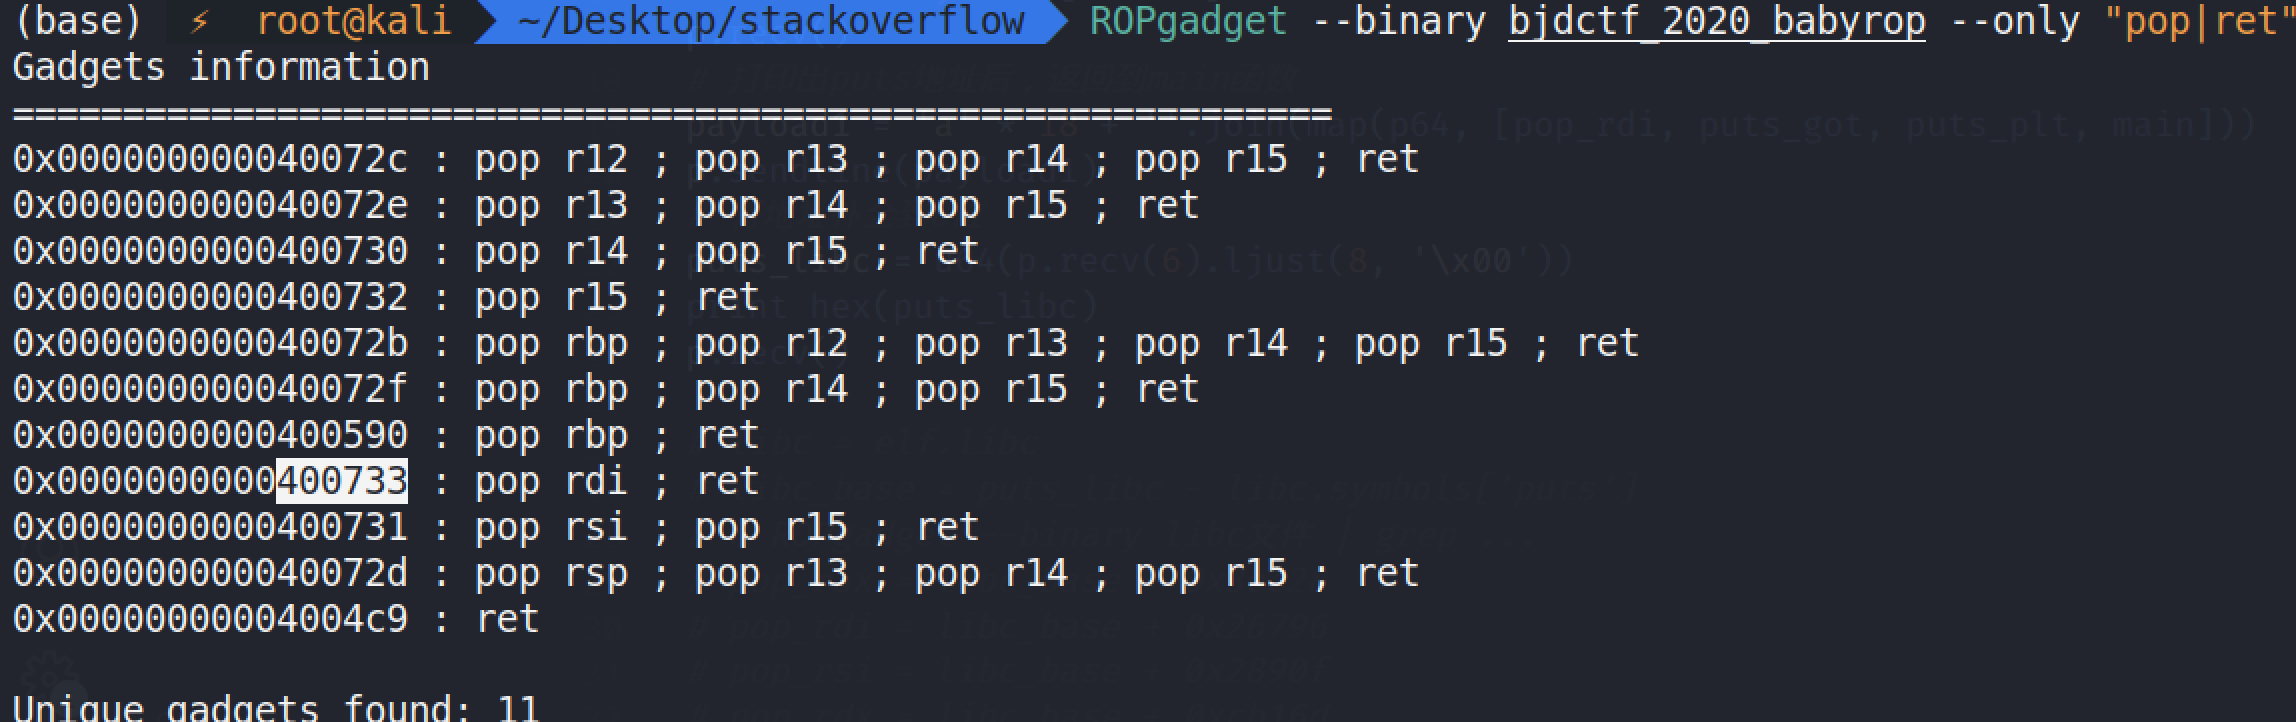 (base) ⚡ root@kali ~/Desktop/stackoverflow ROPgadget --binary bjdctf_2020_babyrop --only "pop|ret"
Gadgets information
============================================================
0x000000000040072c : pop r12 ; pop r13 ; pop r14 ; pop r15 ; ret
0x000000000040072e : pop r13 ; pop r14 ; pop r15 ; ret
0x0000000000400730 : pop r14 ; pop r15 ; ret
0x0000000000400732 : pop r15 ; ret
0x000000000040072b : pop rbp ; pop r12 ; pop r13 ; pop r14 ; pop r15 ; ret
0x000000000040072f : pop rbp ; pop r14 ; pop r15 ; ret
0x0000000000400590 : pop rbp ; ret
0x0000000000400733 : pop rdi ; ret
0x0000000000400731 : pop rsi ; pop r15 ; ret
0x000000000040072d : pop rsp ; pop r13 ; pop r14 ; pop r15 ; ret
0x00000000004004c9 : ret
Unique gadgets found: 11